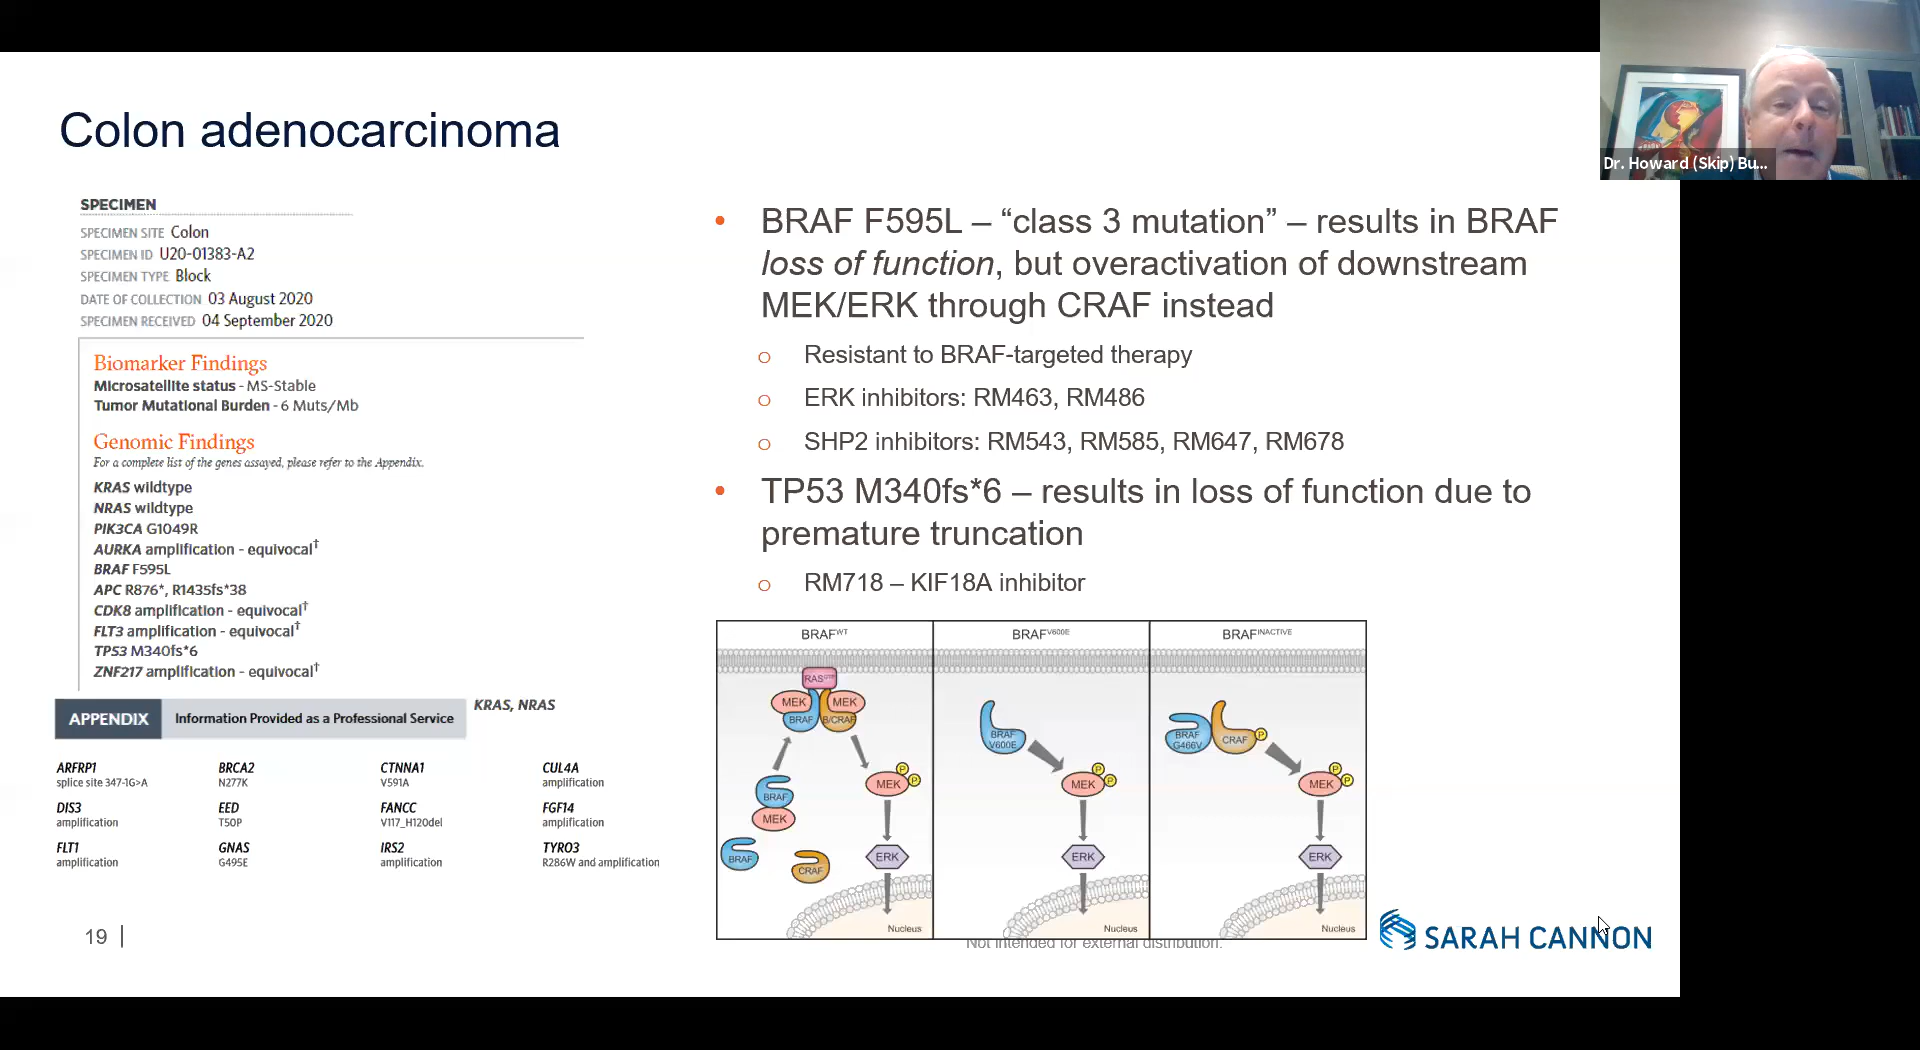 Colon adenocarcinoma
Dr. Howard (Skip) Bu...
SPECIMEN
SPECIMEN SITE Colon
SPECIMEN ID U20-01383-A2
SPECIMEN TYPE Block
DATE OF COLLECTION 03 August 2020
SPECIMEN RECEIVED 04 September 2020
Biomarker Findings
Microsatellite status - MS-Stable
Tumor Mutational Burden - 6 Muts/Mb
Genomic Findings
For a complete list of the genes assayed, please refer to the Appendix.
KRAS wildtype
NRAS wildtype
PIK3CA G1049R
AURKA amplification - equivocal†
BRAF F595L
APC R876*, R1435fs*38
CDK8 amplification - equivocal†
FLT3 amplification - equivocal†
TP53 M340fs*6
ZNF217 amplification - equivocal†
APPENDIX Information Provided as a Professional Service KRAS, NRAS
ARFRP1 BRCA2 CTNNA1 CUL4A
splice site 347-1G>A N277K V591A amplification
DIS3 EED FANCC FGF14
amplification T50P V117_H120del amplification
FLT1 GNAS IRS2 TYRO3
amplification G495E amplification R286W and amplification
• BRAF F595L – “class 3 mutation” – results in BRAF
loss of function, but overactivation of downstream
MEK/ERK through CRAF instead
o Resistant to BRAF-targeted therapy
o ERK inhibitors: RM463, RM486
o SHP2 inhibitors: RM543, RM585, RM647, RM678
• TP53 M340fs*6 – results in loss of function due to
premature truncation
o RM718 – KIF18A inhibitor
BRAFWT
RASGTP
MEK MEK
BRAF B/CRAF
BRAF
MEK
BRAF
CRAF
MEK P P
ERK
Nucleus
BRAFV600E
BRAF
V600E
MEK P P
ERK
Nucleus
BRAFINACTIVE
BRAF
G466V
CRAF P
MEK P P
ERK
Nucleus
19
Not intended for external distribution.
SARAH CANNON